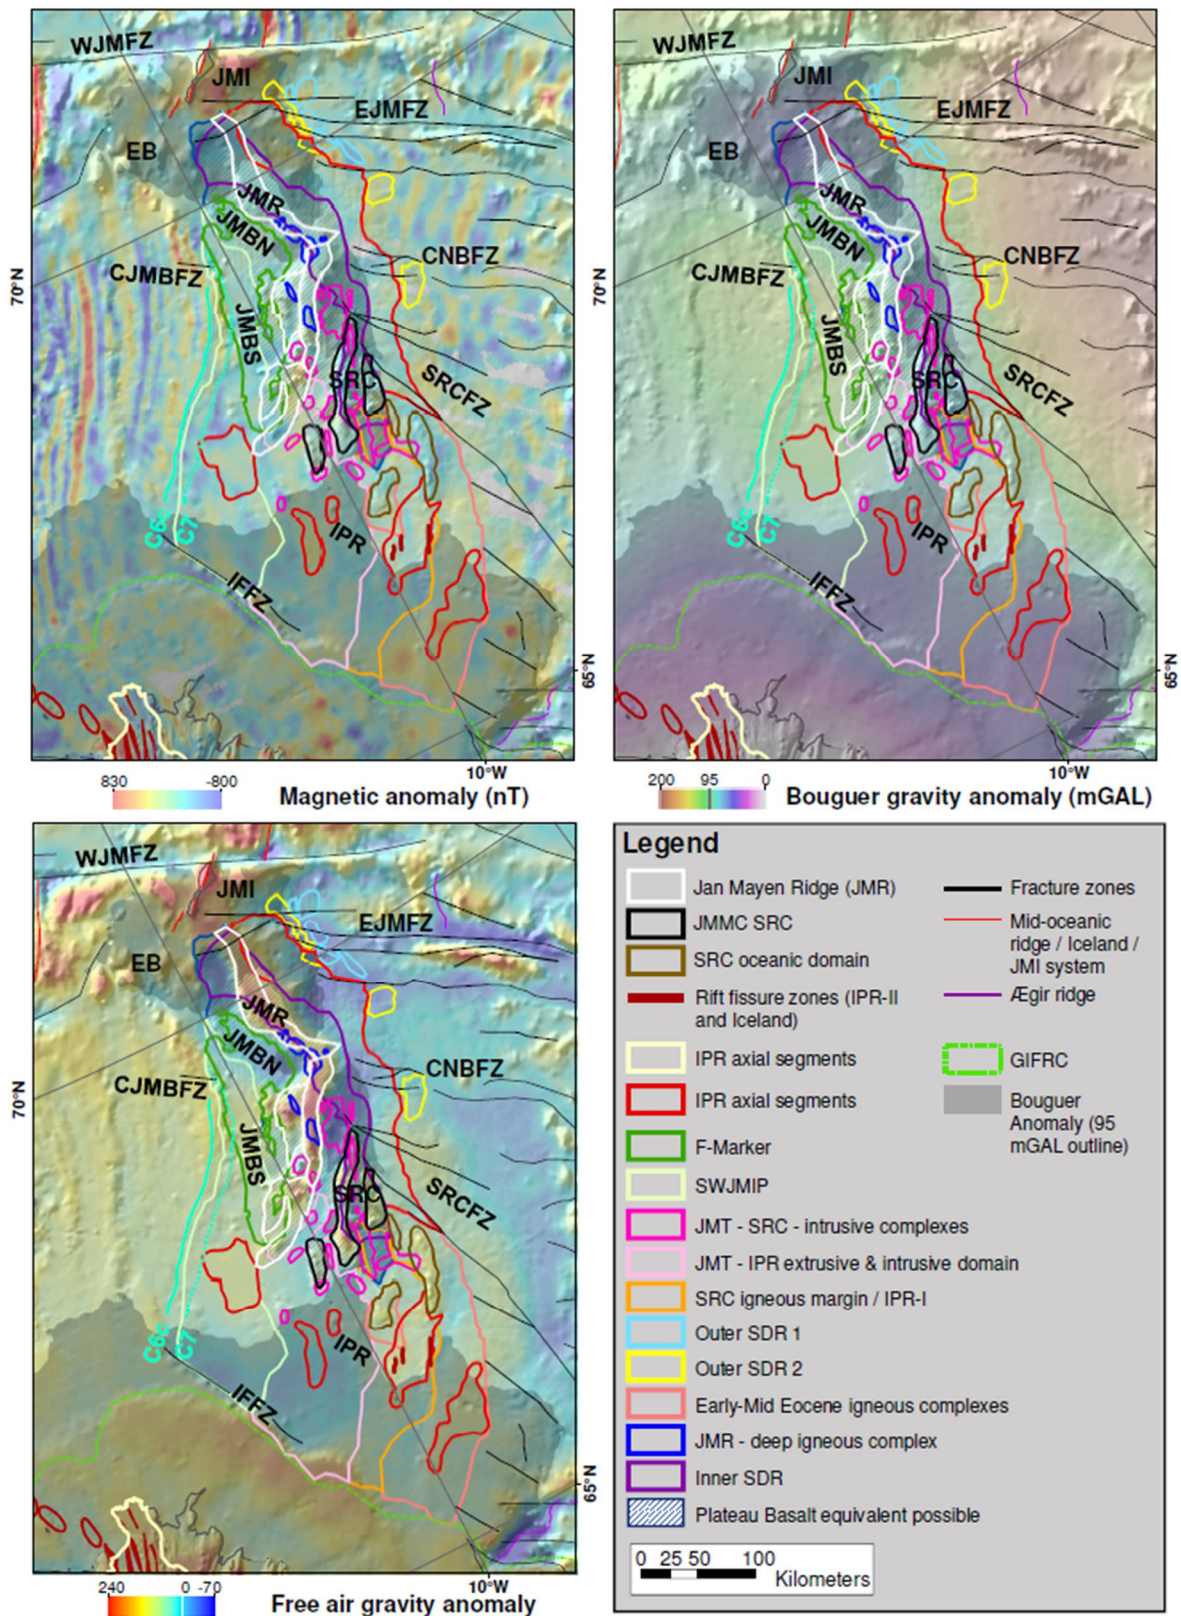 WJMFZ
JMI
EJMFZ
EB
JMR
JMBN
CNBFZ
CJMBFZ
JMBS
SRC
SRCFZ
C6c
C7
IPR
IFFZ
70°N
65°N
10°W
830
-800
Magnetic anomaly (nT)
WJMFZ
JMI
EJMFZ
EB
JMR
JMBN
CNBFZ
CJMBFZ
JMBS
SRC
SRCFZ
C6c
C7
IPR
IFFZ
70°N
65°N
10°W
200
95
0
Bouguer gravity anomaly (mGAL)
WJMFZ
JMI
EJMFZ
EB
JMR
JMBN
CNBFZ
CJMBFZ
JMBS
SRC
SRCFZ
C6c
C7
IPR
IFFZ
70°N
65°N
10°W
240
0
-70
Free air gravity anomaly
Legend
Jan Mayen Ridge (JMR)
JMMC SRC
SRC oceanic domain
Rift fissure zones (IPR-II
and Iceland)
IPR axial segments
IPR axial segments
F-Marker
SWJMIP
JMT - SRC - intrusive complexes
JMT - IPR extrusive & intrusive domain
SRC igneous margin / IPR-I
Outer SDR 1
Outer SDR 2
Early-Mid Eocene igneous complexes
JMR - deep igneous complex
Inner SDR
Plateau Basalt equivalent possible
Fracture zones
Mid-oceanic
ridge / Iceland /
JMI system
Ægir ridge
GIFRC
Bouguer
Anomaly (95
mGAL outline)
0 25 50 100
Kilometers